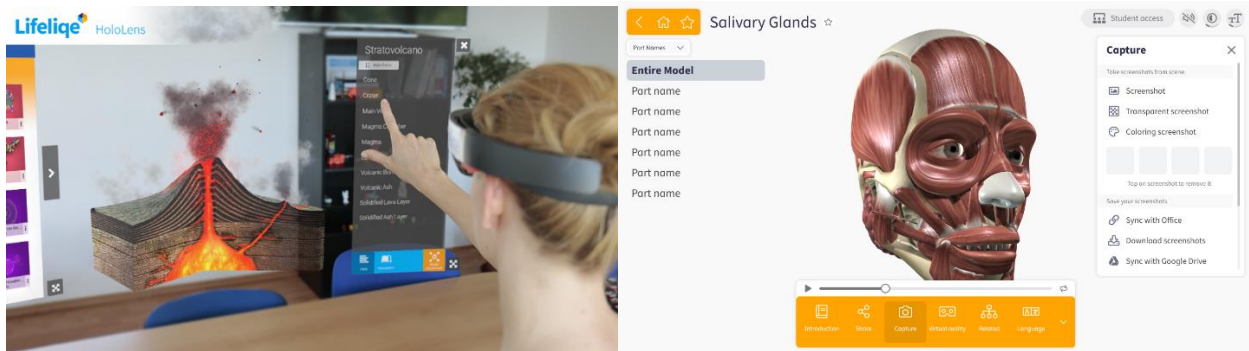 Lifeliqe HoloLens
Stratovolcano
Cone
Crater
Magma
Volcanic Ash
Solidified Lava Layer
Solidified Ash Layer
Salivary Glands
Student access
Part Names
Entire Model
Part name
Part name
Part name
Part name
Part name
Part name
Capture
Take screenshots from scene
Screenshot
Transparent screenshot
Coloring screenshot
Tap on screenshot to remove it
Save your screenshots
Sync with Office
Download screenshots
Sync with Google Drive
Introduction
Share
Capture
Virtual reality
Related
Language